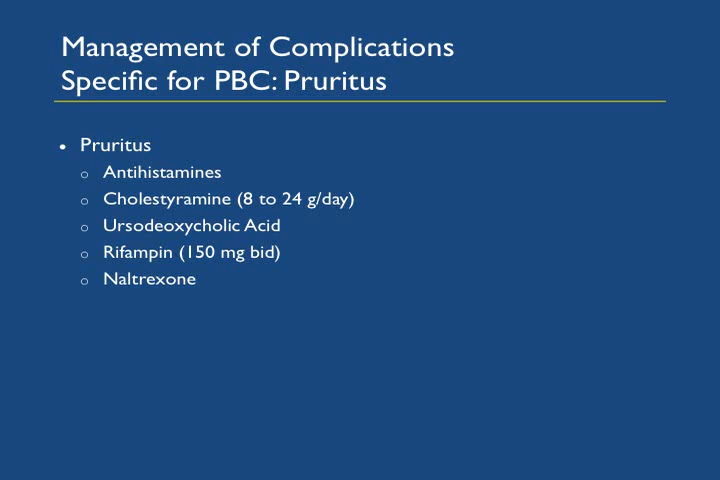 Management of Complications
Specific for PBC: Pruritus
• Pruritus
o Antihistamines
o Cholestyramine (8 to 24 g/day)
o Ursodeoxycholic Acid
o Rifampin (150 mg bid)
o Naltrexone